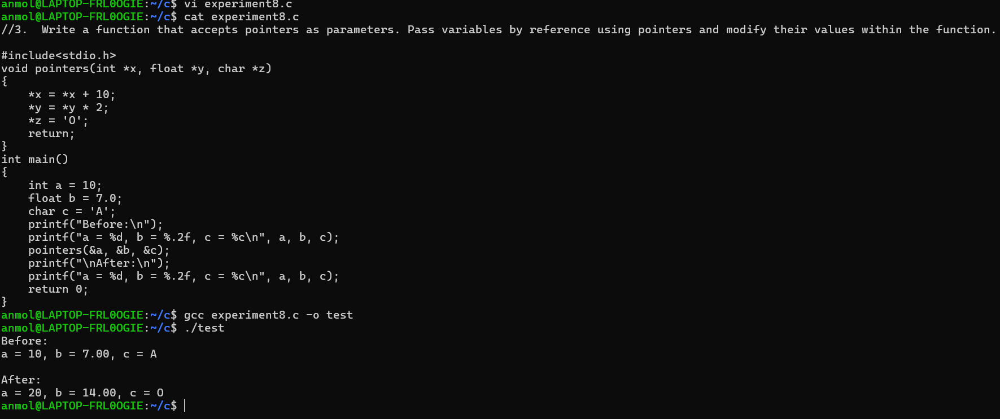 anmol@LAPTOP-FRL0OGIE:~/c$ vi experiment8.c
anmol@LAPTOP-FRL0OGIE:~/c$ cat experiment8.c
//3.  Write a function that accepts pointers as parameters. Pass variables by reference using pointers and modify their values within the function.

#include<stdio.h>
void pointers(int *x, float *y, char *z)
{
    *x = *x + 10;
    *y = *y * 2;
    *z = 'O';
    return;
}
int main()
{
    int a = 10;
    float b = 7.0;
    char c = 'A';
    printf("Before:\n");
    printf("a = %d, b = %.2f, c = %c\n", a, b, c);
    pointers(&a, &b, &c);
    printf("\nAfter:\n");
    printf("a = %d, b = %.2f, c = %c\n", a, b, c);
    return 0;
}
anmol@LAPTOP-FRL0OGIE:~/c$ gcc experiment8.c -o test
anmol@LAPTOP-FRL0OGIE:~/c$ ./test
Before:
a = 10, b = 7.00, c = A

After:
a = 20, b = 14.00, c = O
anmol@LAPTOP-FRL0OGIE:~/c$